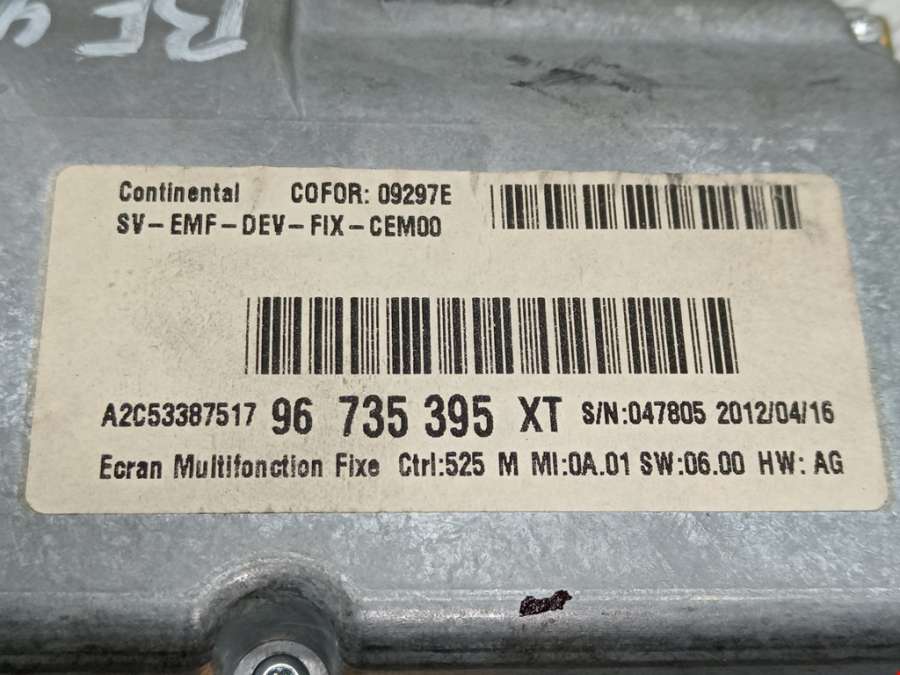 Continental COFOR: 09297E
SV-EMF-DEV-FIX-CEM00
A2C53387517 96 735 395 XT S/N:047805 2012/04/16
Ecran Multifonction Fixe Ctrl:525 M MI:0A.01 SW:06.00 HW: AG